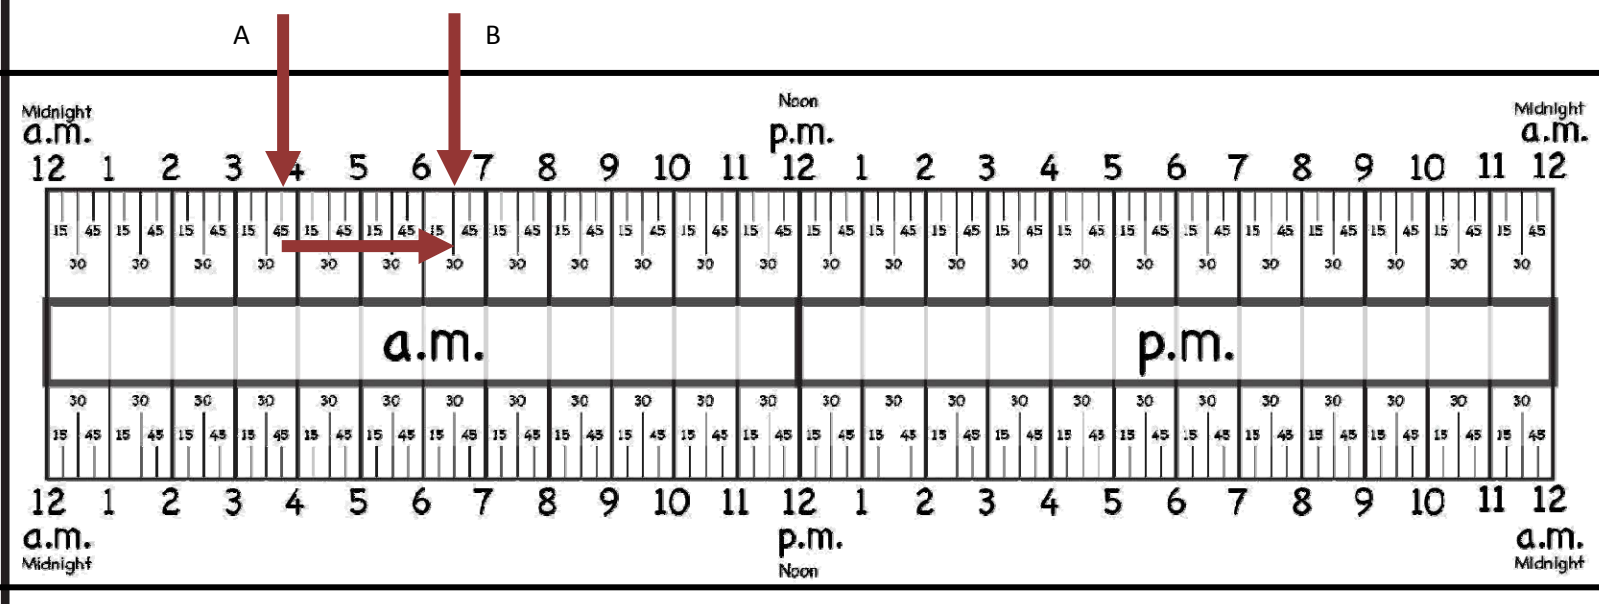 A B
Midnight Noon Midnight
a.m. p.m. a.m.
12 1 2 3 4 5 6 7 8 9 10 11 12 1 2 3 4 5 6 7 8 9 10 11 12
15 45 15 45 15 45 15 45 15 45 15 45 15 45 15 45 15 45 15 45 15 45 15 45 15 45 15 45 15 45 15 45 15 45 15 45 15 45 15 45 15 45 15 45 15 45 15 45
30 30 30 30 30 30 30 30 30 30 30 30 30 30 30 30 30 30 30 30 30 30 30 30
a.m. p.m.
30 30 30 30 30 30 30 30 30 30 30 30 30 30 30 30 30 30 30 30 30 30 30 30
15 45 15 45 15 45 15 45 15 45 15 45 15 45 15 45 15 45 15 45 15 45 15 45 15 45 15 45 15 45 15 45 15 45 15 45 15 45 15 45 15 45 15 45 15 45 15 45
12 1 2 3 4 5 6 7 8 9 10 11 12 1 2 3 4 5 6 7 8 9 10 11 12
a.m. p.m. a.m.
Midnight Noon Midnight